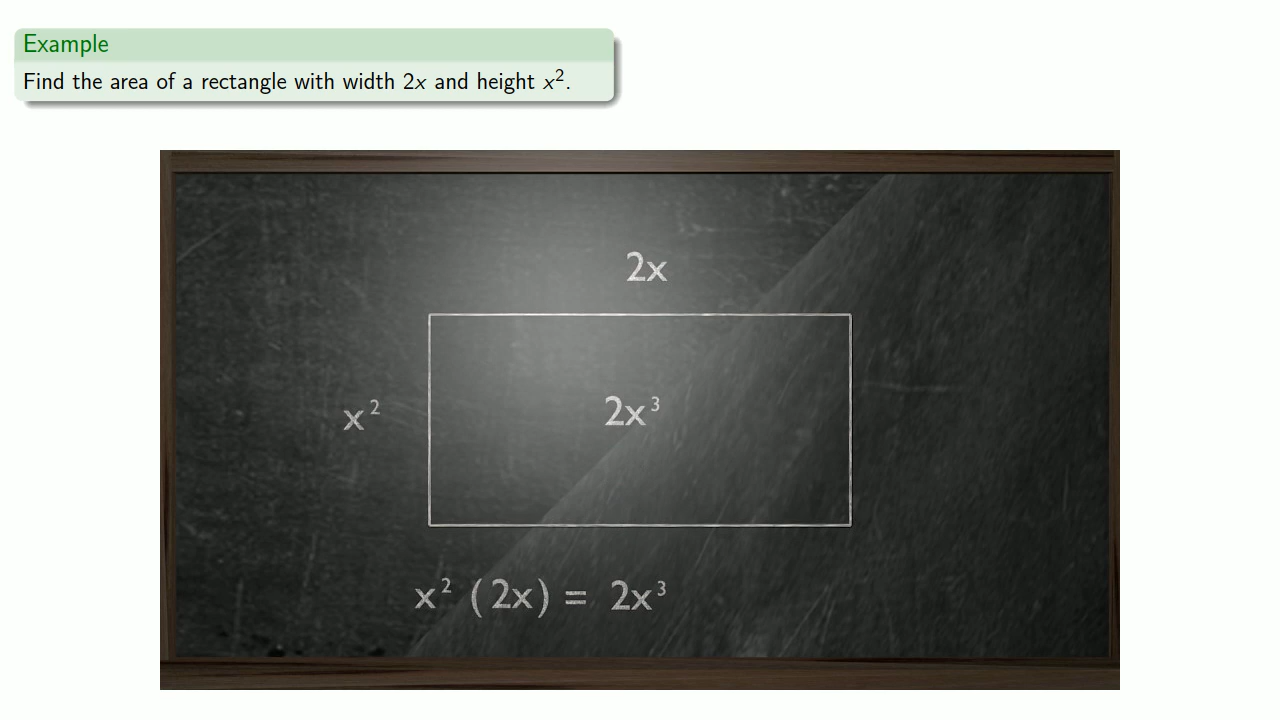 Example
Find the area of a rectangle with width 2x and height x².
2x
x²
2x³
x² (2x) = 2x³